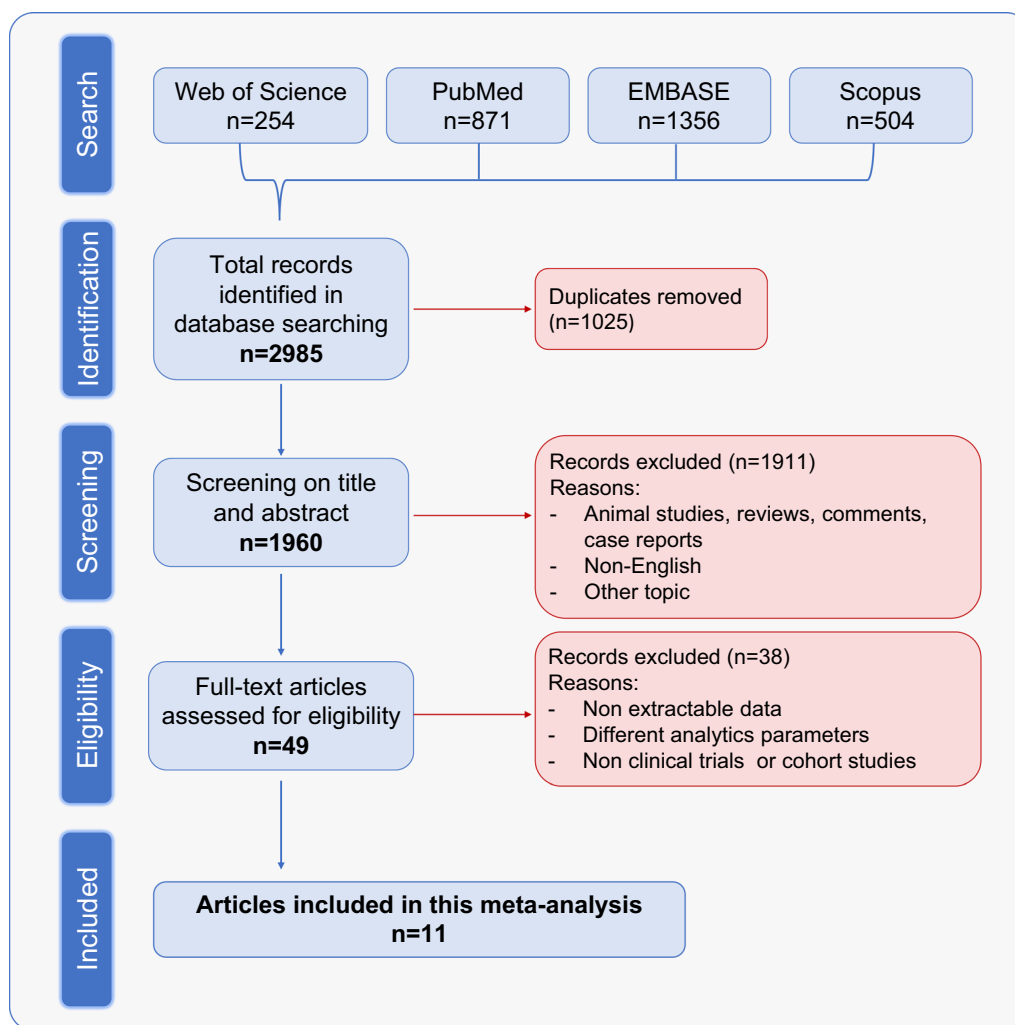 Search
Web of Science
n=254
PubMed
n=871
EMBASE
n=1356
Scopus
n=504
Identification
Total records
identified in
database searching
n=2985
Duplicates removed
(n=1025)
Screening
Screening on title
and abstract
n=1960
Records excluded (n=1911)
Reasons:
- Animal studies, reviews, comments,
case reports
- Non-English
- Other topic
Eligibility
Full-text articles
assessed for eligibility
n=49
Records excluded (n=38)
Reasons:
- Non extractable data
- Different analytics parameters
- Non clinical trials or cohort studies
Included
Articles included in this meta-analysis
n=11